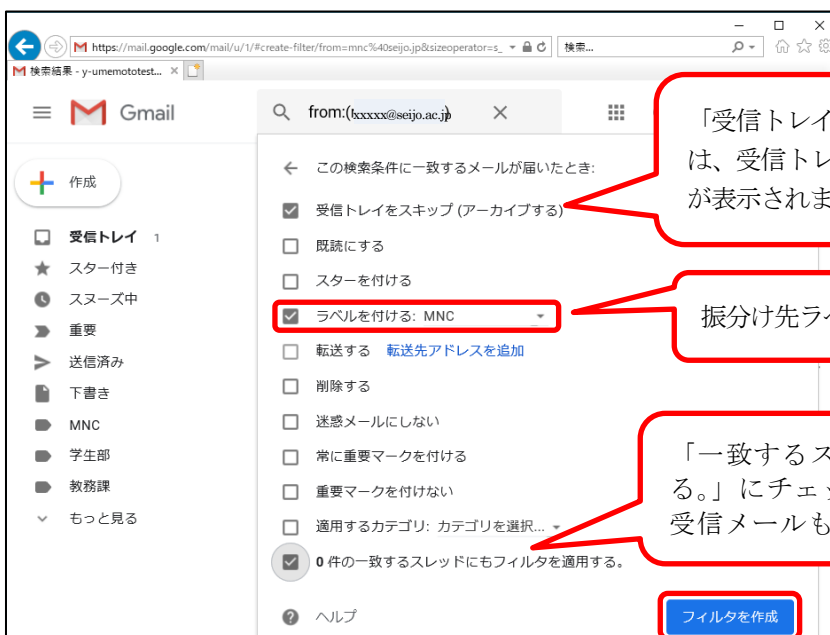 https://mail.google.com/mail/u/1/#create-filter/from=mnc%40seijo.jp&sizeoperator=s_
検索...
検索結果 - y-umemototest...
Gmail
from:(txxxxx@seijo.ac.jp)
「受信トレイ
は、受信トレ
が表示されま
この検索条件に一致するメールが届いたとき:
作成
受信トレイをスキップ (アーカイブする)
受信トレイ 1
既読にする
スター付き
スターを付ける
スヌーズ中
ラベルを付ける: MNC
振分け先ラ
重要
転送する 転送先アドレスを追加
送信済み
削除する
下書き
迷惑メールにしない
MNC
常に重要マークを付ける
学生部
「一致するス
る。」にチェッ
受信メールも
教務課
重要マークを付けない
もっと見る
適用するカテゴリ: カテゴリを選択...
0 件の一致するスレッドにもフィルタを適用する。
ヘルプ
フィルタを作成